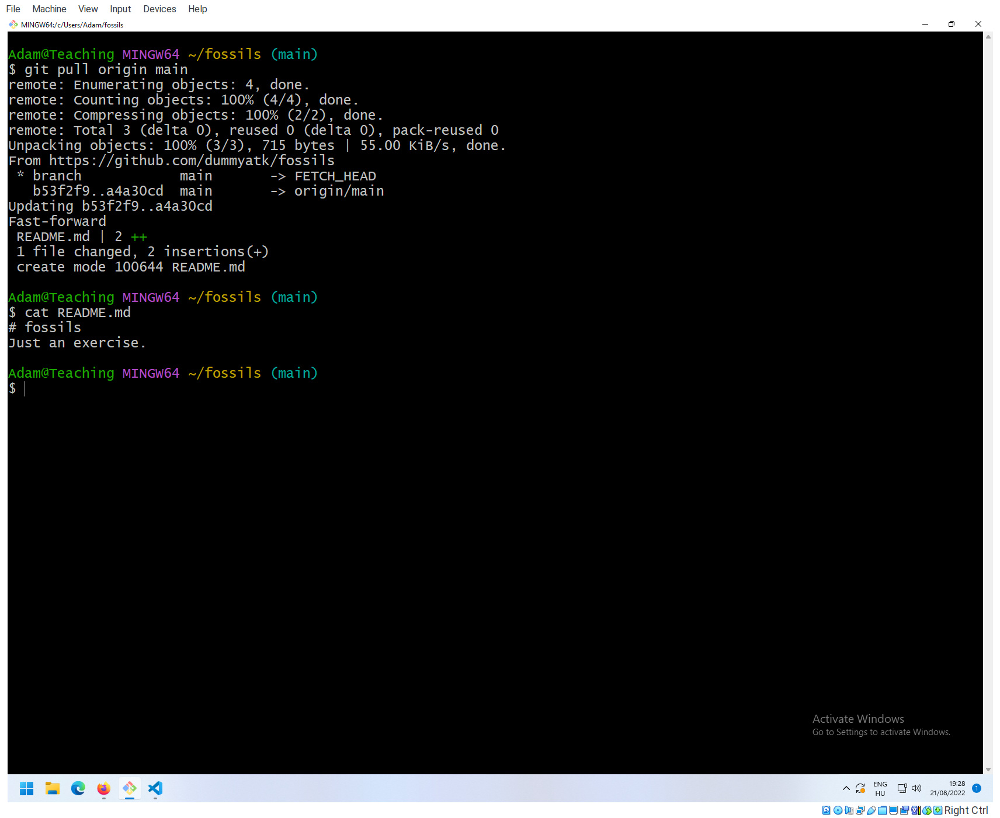 File Machine View Input Devices Help
MINGW64:/c/Users/Adam/fossils
Adam@Teaching MINGW64 ~/fossils (main)
$ git pull origin main
remote: Enumerating objects: 4, done.
remote: Counting objects: 100% (4/4), done.
remote: Compressing objects: 100% (2/2), done.
remote: Total 3 (delta 0), reused 0 (delta 0), pack-reused 0
Unpacking objects: 100% (3/3), 715 bytes | 55.00 KiB/s, done.
From https://github.com/dummyatk/fossils
 * branch            main       -> FETCH_HEAD
   b53f2f9..a4a30cd  main       -> origin/main
Updating b53f2f9..a4a30cd
Fast-forward
 README.md | 2 ++
 1 file changed, 2 insertions(+)
 create mode 100644 README.md
Adam@Teaching MINGW64 ~/fossils (main)
$ cat README.md
# fossils
Just an exercise.
Adam@Teaching MINGW64 ~/fossils (main)
$
Activate Windows
Go to Settings to activate Windows.
ENG
HU
19:28
21/08/2022
1
Right Ctrl